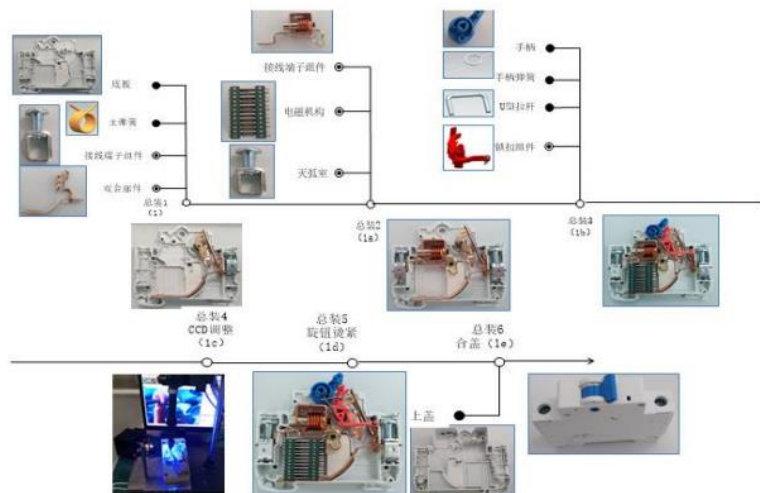 底板
主弹簧
接线端子组件
双金部件
总装1
(1)
接线端子组件
电磁机构
灭弧室
总装2
(1a)
手柄
手柄弹簧
U型拉杆
锁扣部件
总装3
(1b)
总装4
CCD调整
(1c)
总装5
旋钮烫紧
(1d)
总装6
合盖 (1e)
上盖